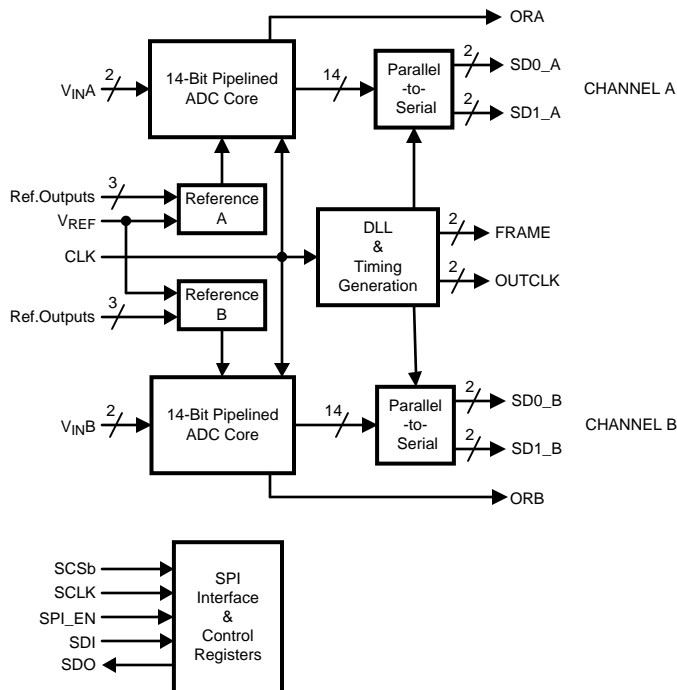 ORA
2
V_INA
14-Bit Pipelined
ADC Core
14
Parallel
-to-
Serial
2
SD0_A
2
SD1_A
CHANNEL A
Ref.Outputs
3
V_REF
Reference
A
CLK
DLL
&
Timing
Generation
2
FRAME
2
OUTCLK
Reference
B
Ref.Outputs
3
V_INB
2
14-Bit Pipelined
ADC Core
14
Parallel
-to-
Serial
2
SD0_B
2
SD1_B
CHANNEL B
ORB
SCSb
SCLK
SPI_EN
SDI
SDO
SPI
Interface
&
Control
Registers